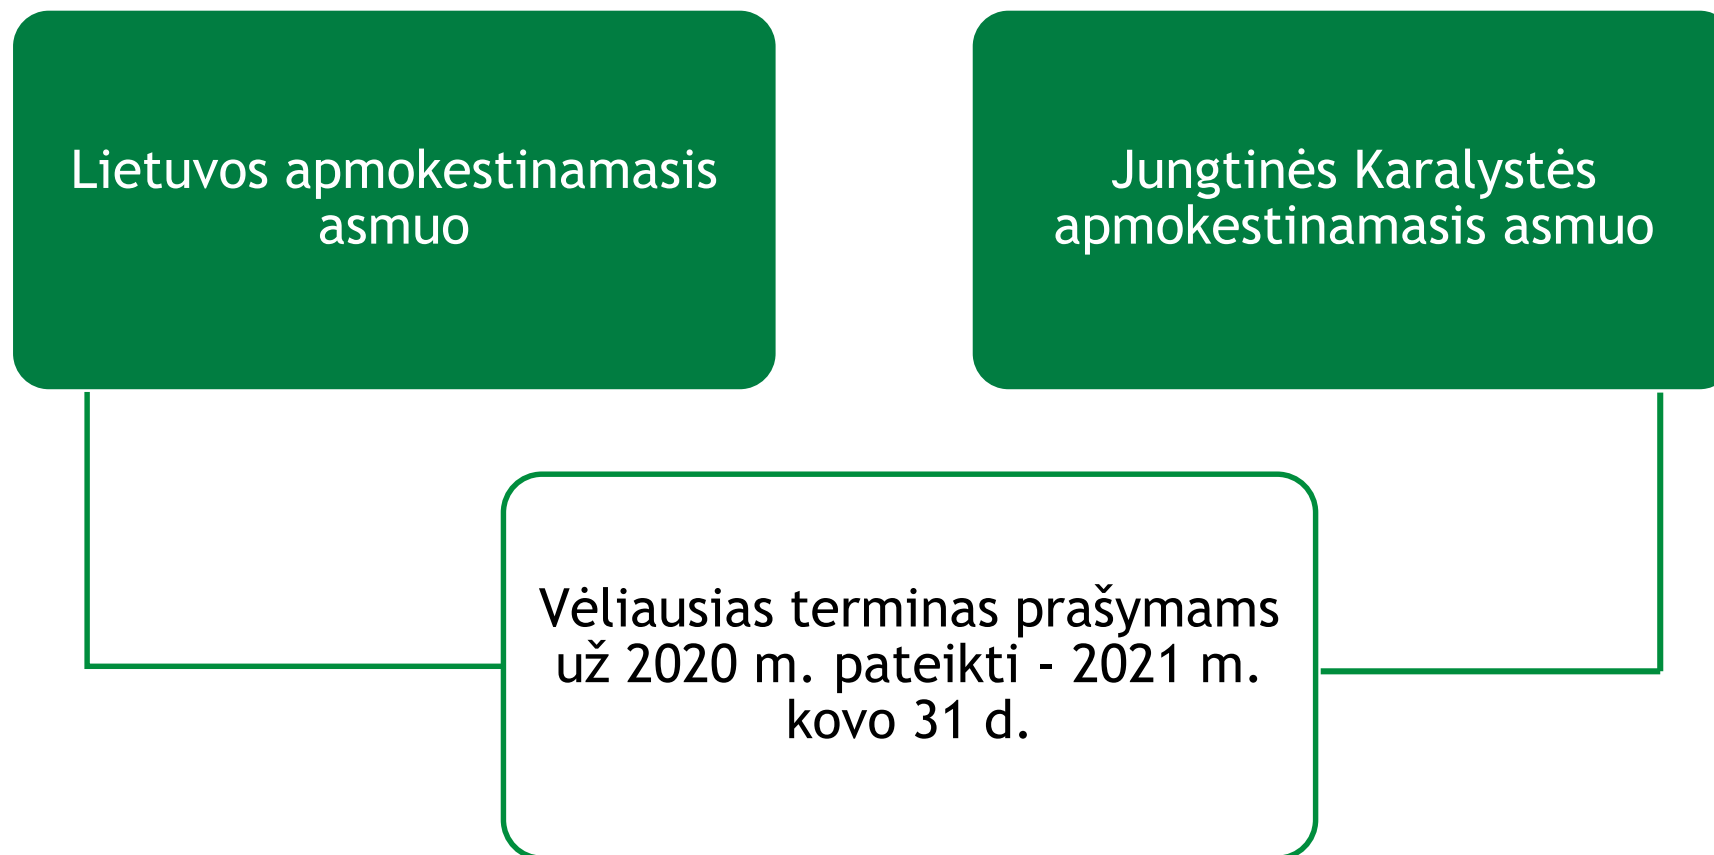 Lietuvos apmokestinamasis
asmuo
Jungtinės Karalystės
apmokestinamasis asmuo
Vėliausias terminas prašymams
už 2020 m. pateikti - 2021 m.
kovo 31 d.